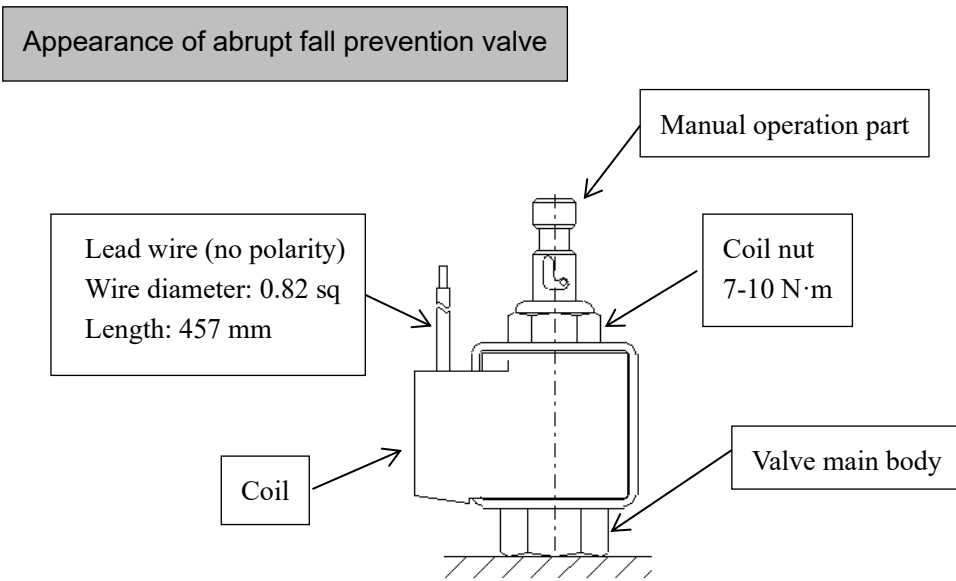 Appearance of abrupt fall prevention valve
Manual operation part
Lead wire (no polarity)
Wire diameter: 0.82 sq
Length: 457 mm
Coil nut
7-10 N·m
Coil
Valve main body